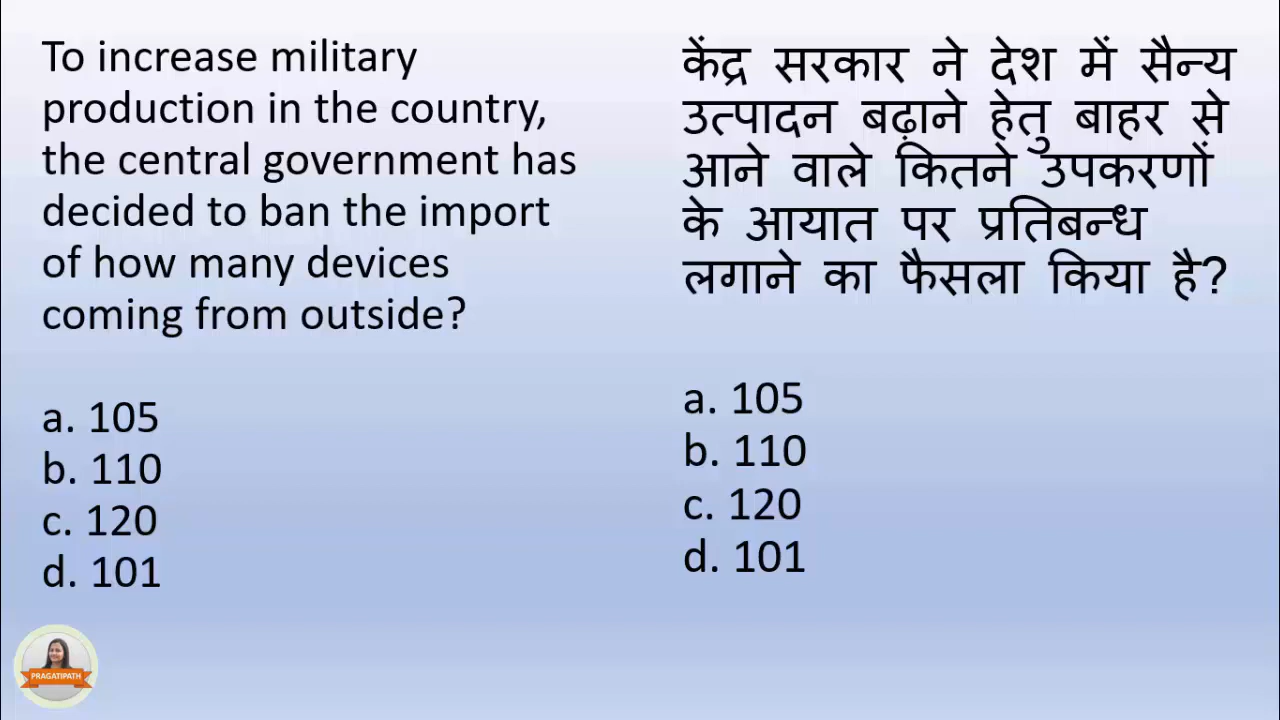 To increase military
production in the country,
the central government has
decided to ban the import
of how many devices
coming from outside?
a. 105
b. 110
c. 120
d. 101
केंद्र सरकार ने देश में सैन्य
उत्पादन बढ़ाने हेतु बाहर से
आने वाले कितने उपकरणों
के आयात पर प्रतिबन्ध
लगाने का फैसला किया है?
a. 105
b. 110
c. 120
d. 101
PRAGATIPATH